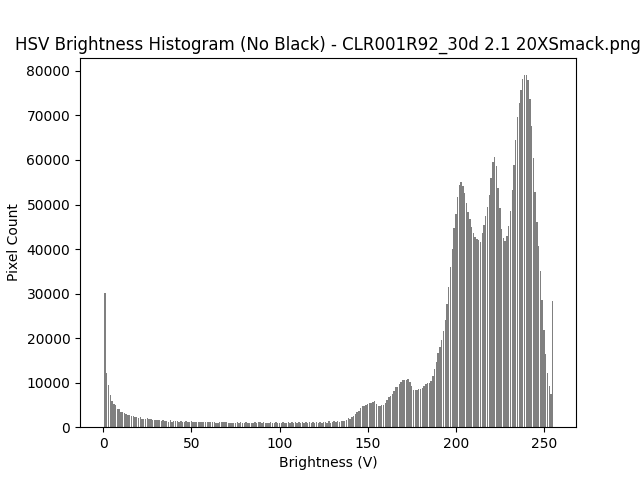 HSV Brightness Histogram (No Black) - CLR001R92_30d 2.1 20XSmack.png
80000
70000
60000
50000
40000
30000
20000
10000
0
Pixel Count
0 50 100 150 200 250
Brightness (V)